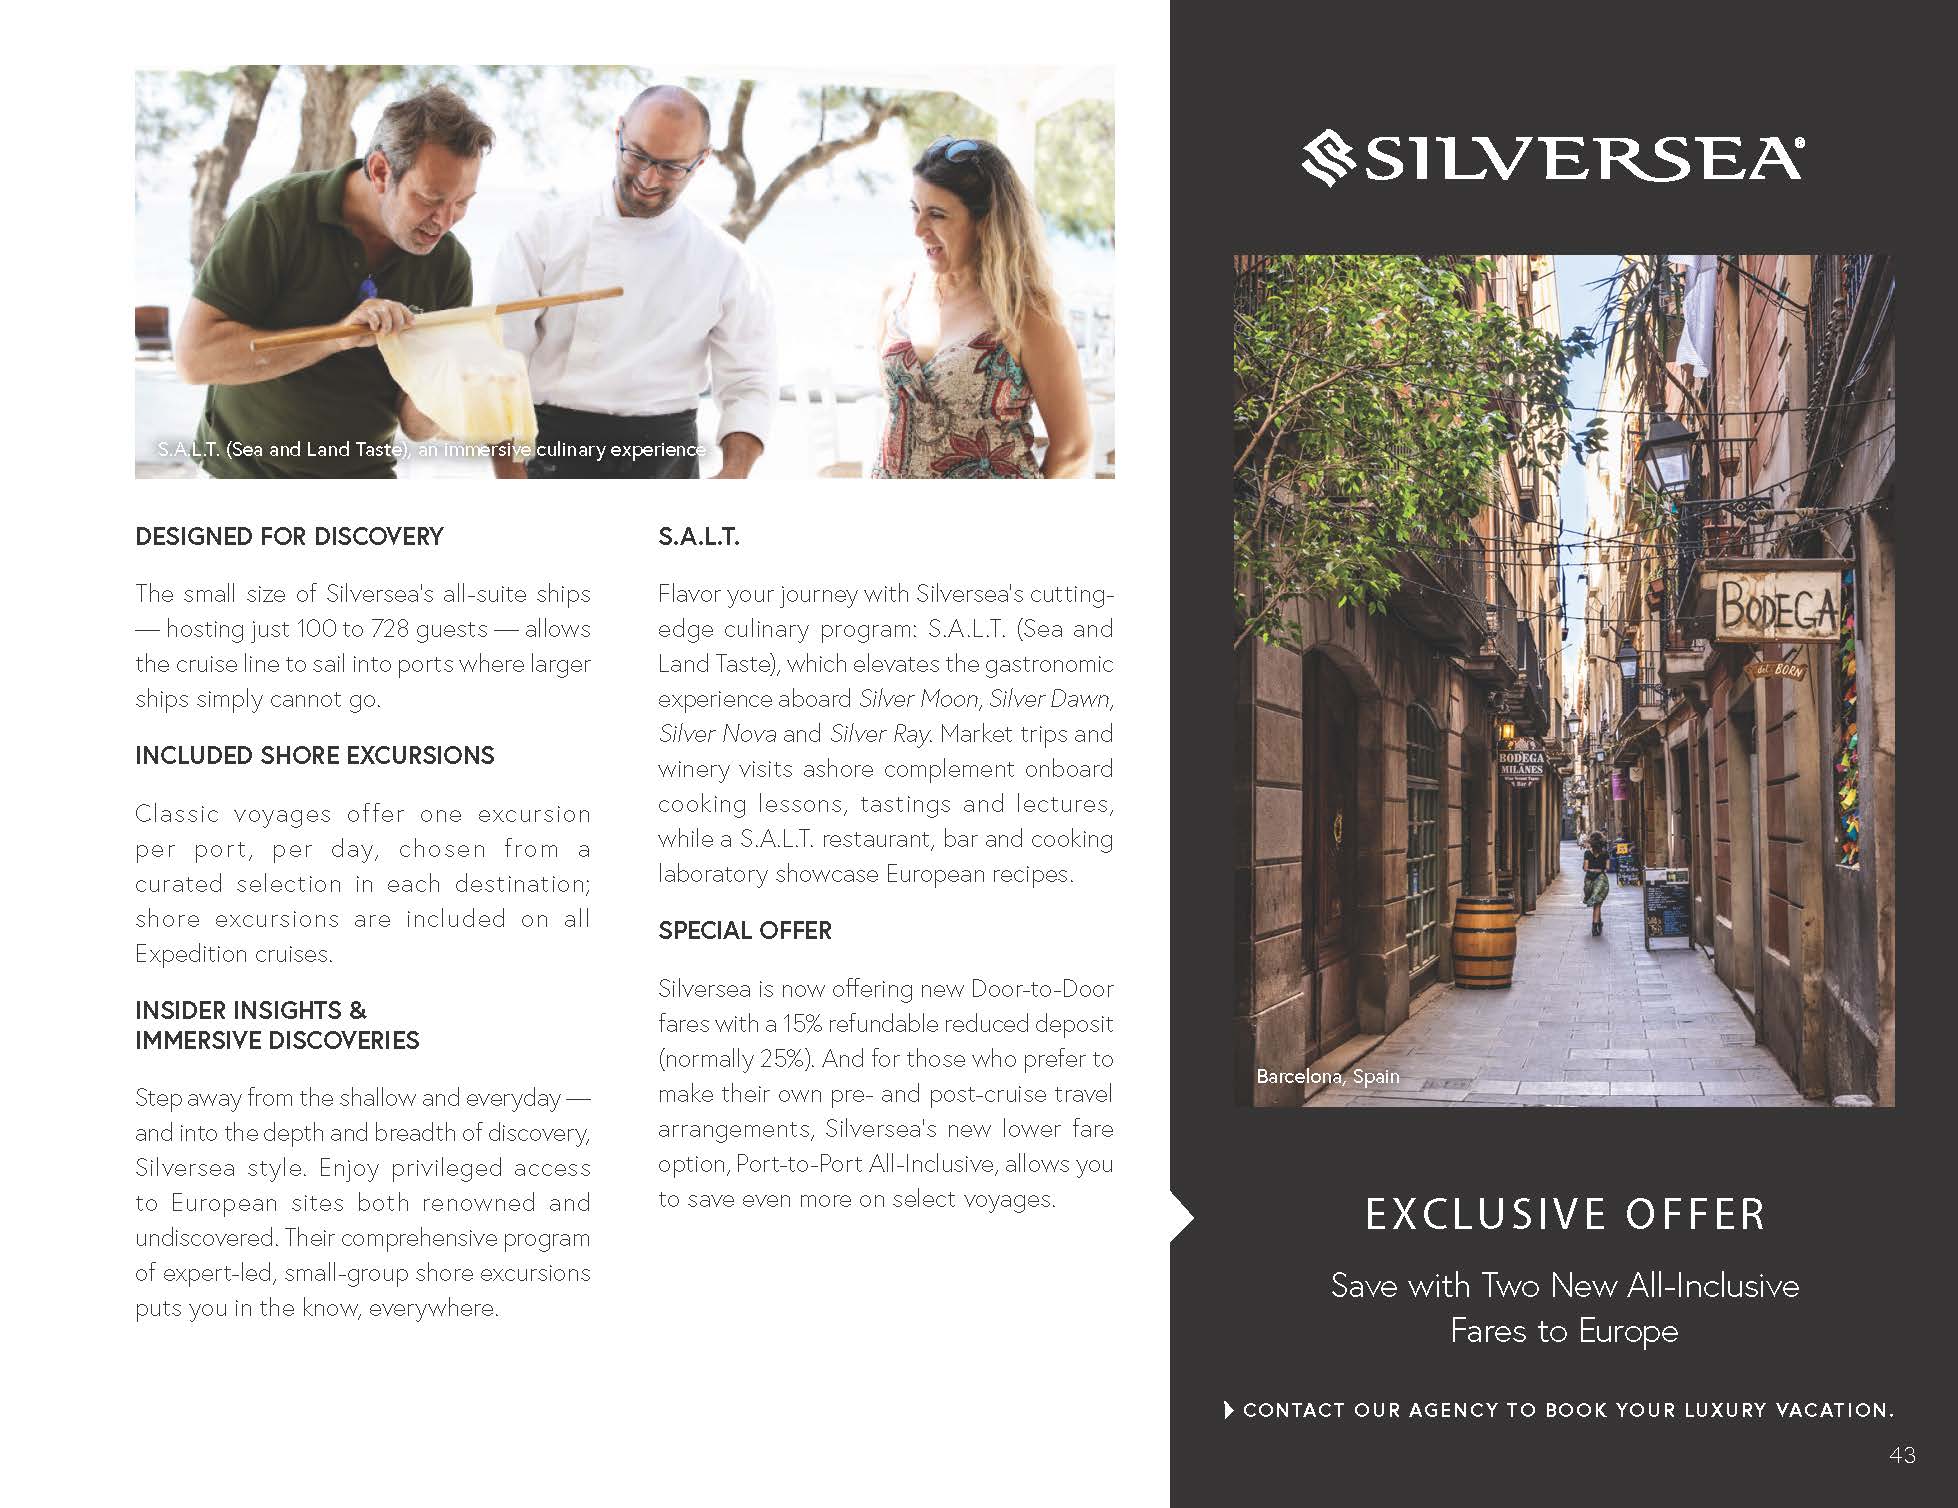 S.A.L.T. (Sea and Land Taste), an immersive culinary experience
DESIGNED FOR DISCOVERY
The small size of Silversea's all-suite ships
— hosting just 100 to 728 guests — allows
the cruise line to sail into ports where larger
ships simply cannot go.
INCLUDED SHORE EXCURSIONS
Classic voyages offer one excursion
per port, per day, chosen from a
curated selection in each destination;
shore excursions are included on all
Expedition cruises.
INSIDER INSIGHTS &
IMMERSIVE DISCOVERIES
Step away from the shallow and everyday —
and into the depth and breadth of discovery,
Silversea style. Enjoy privileged access
to European sites both renowned and
undiscovered. Their comprehensive program
of expert-led, small-group shore excursions
puts you in the know, everywhere.
S.A.L.T.
Flavor your journey with Silversea's cutting-
edge culinary program: S.A.L.T. (Sea and
Land Taste), which elevates the gastronomic
experience aboard Silver Moon, Silver Dawn,
Silver Nova and Silver Ray. Market trips and
winery visits ashore complement onboard
cooking lessons, tastings and lectures,
while a S.A.L.T. restaurant, bar and cooking
laboratory showcase European recipes.
SPECIAL OFFER
Silversea is now offering new Door-to-Door
fares with a 15% refundable reduced deposit
(normally 25%). And for those who prefer to
make their own pre- and post-cruise travel
arrangements, Silversea's new lower fare
option, Port-to-Port All-Inclusive, allows you
to save even more on select voyages.
SILVERSEA®
BODEGA
del BORN
BODEGA
MILANES
Barcelona, Spain
EXCLUSIVE OFFER
Save with Two New All-Inclusive
Fares to Europe
CONTACT OUR AGENCY TO BOOK YOUR LUXURY VACATION.
43